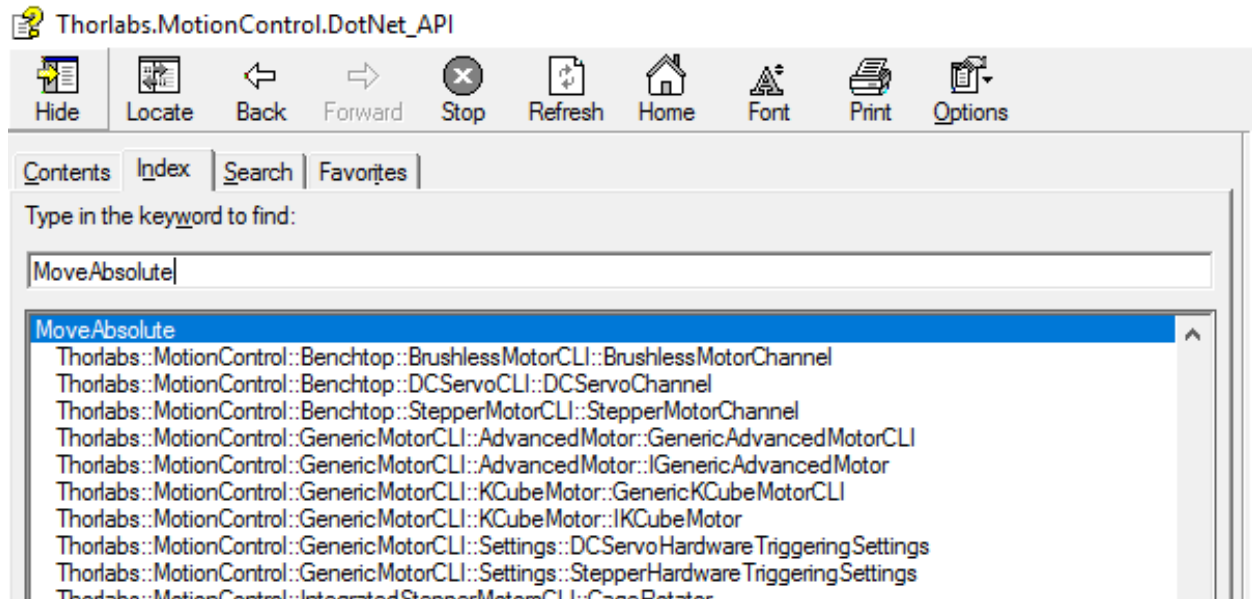 Thorlabs.MotionControl.DotNet_API
Hide Locate Back Forward Stop Refresh Home Font Print Options
Contents Index Search Favorites
Type in the keyword to find:
MoveAbsolute
MoveAbsolute
Thorlabs::MotionControl::Benchtop::BrushlessMotorCLI::BrushlessMotorChannel
Thorlabs::MotionControl::Benchtop::DCServoCLI::DCServoChannel
Thorlabs::MotionControl::Benchtop::StepperMotorCLI::StepperMotorChannel
Thorlabs::MotionControl::GenericMotorCLI::AdvancedMotor::GenericAdvancedMotorCLI
Thorlabs::MotionControl::GenericMotorCLI::AdvancedMotor::IGenericAdvancedMotor
Thorlabs::MotionControl::GenericMotorCLI::KCubeMotor::GenericKCubeMotorCLI
Thorlabs::MotionControl::GenericMotorCLI::KCubeMotor::IKCubeMotor
Thorlabs::MotionControl::GenericMotorCLI::Settings::DCServoHardwareTriggeringSettings
Thorlabs::MotionControl::GenericMotorCLI::Settings::StepperHardwareTriggeringSettings